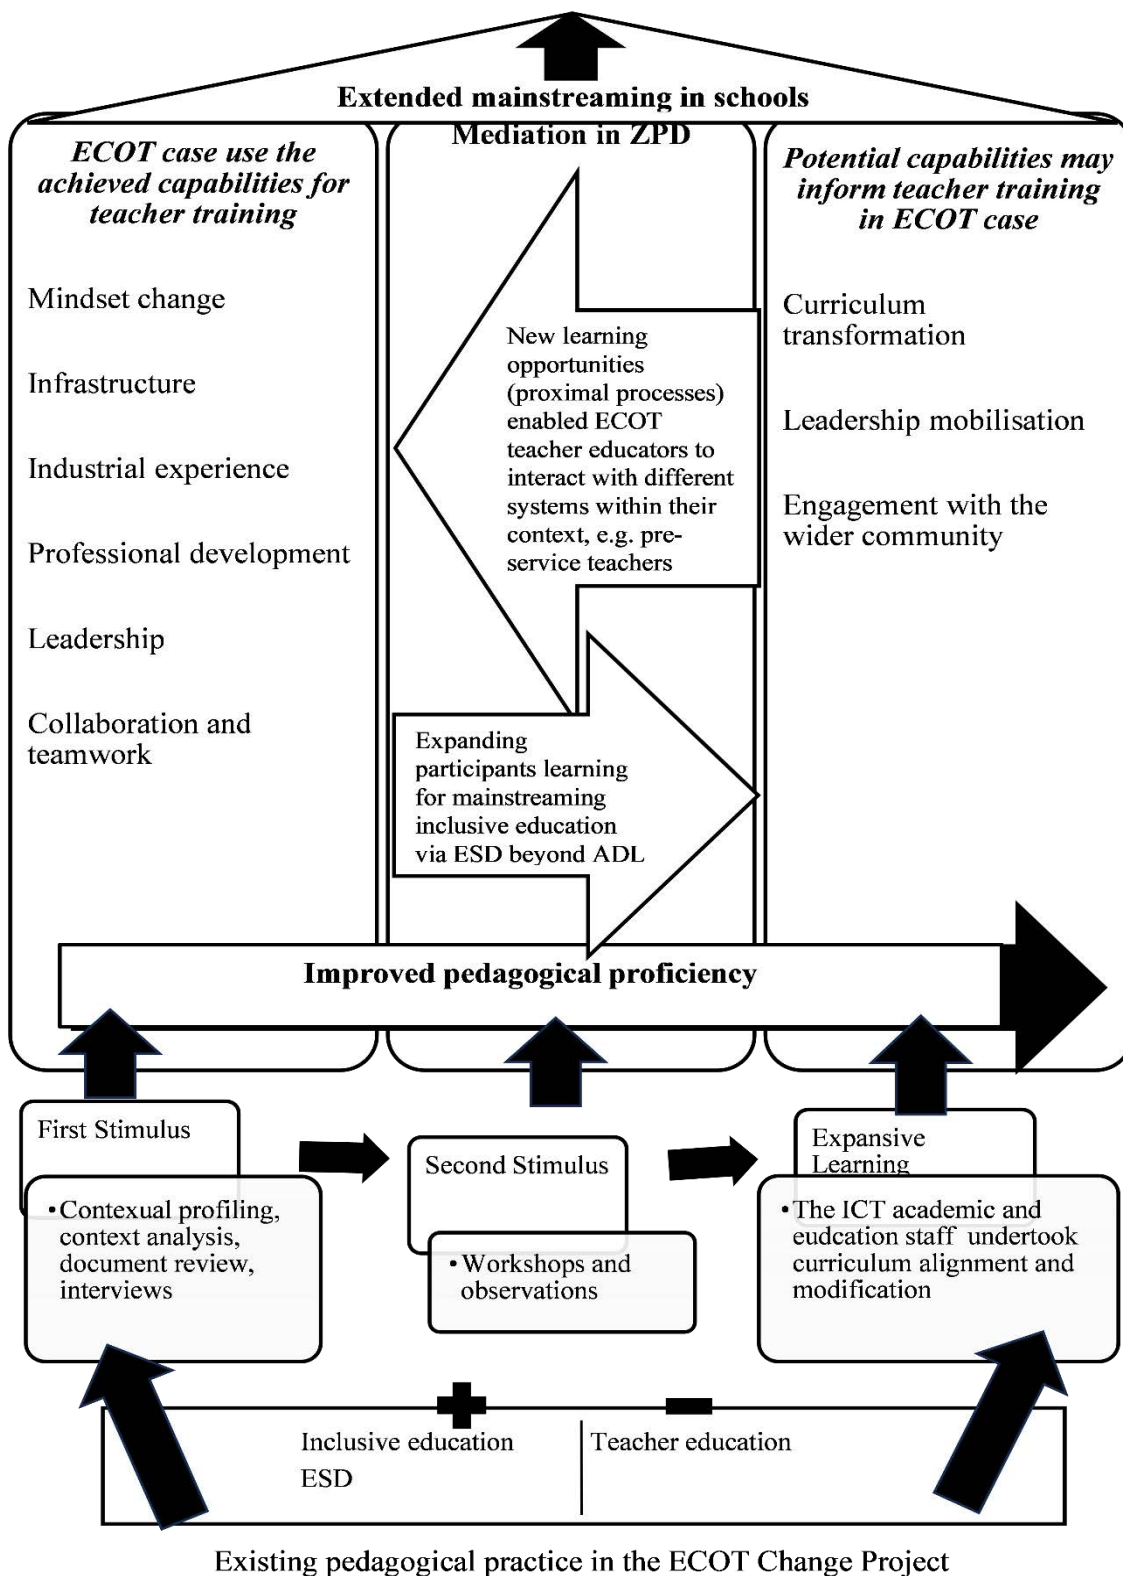 Extended mainstreaming in schools
ECOT case use the
achieved capabilities for
teacher training
Mindset change
Infrastructure
Industrial experience
Professional development
Leadership
Collaboration and
teamwork
Mediation in ZPD
New learning
opportunities
(proximal processes)
enabled ECOT
teacher educators to
interact with different
systems within their
context, e.g. pre-
service teachers
Expanding
participants learning
for mainstreaming
inclusive education
via ESD beyond ADL
Potential capabilities may
inform teacher training
in ECOT case
Curriculum
transformation
Leadership mobilisation
Engagement with the
wider community
Improved pedagogical proficiency
First Stimulus
• Contexual profiling,
context analysis,
document review,
interviews
Second Stimulus
• Workshops and
observations
Expansive
Learning
• The ICT academic and
eudcation staff undertook
curriculum alignment and
modification
Inclusive education
ESD
Teacher education
Existing pedagogical practice in the ECOT Change Project